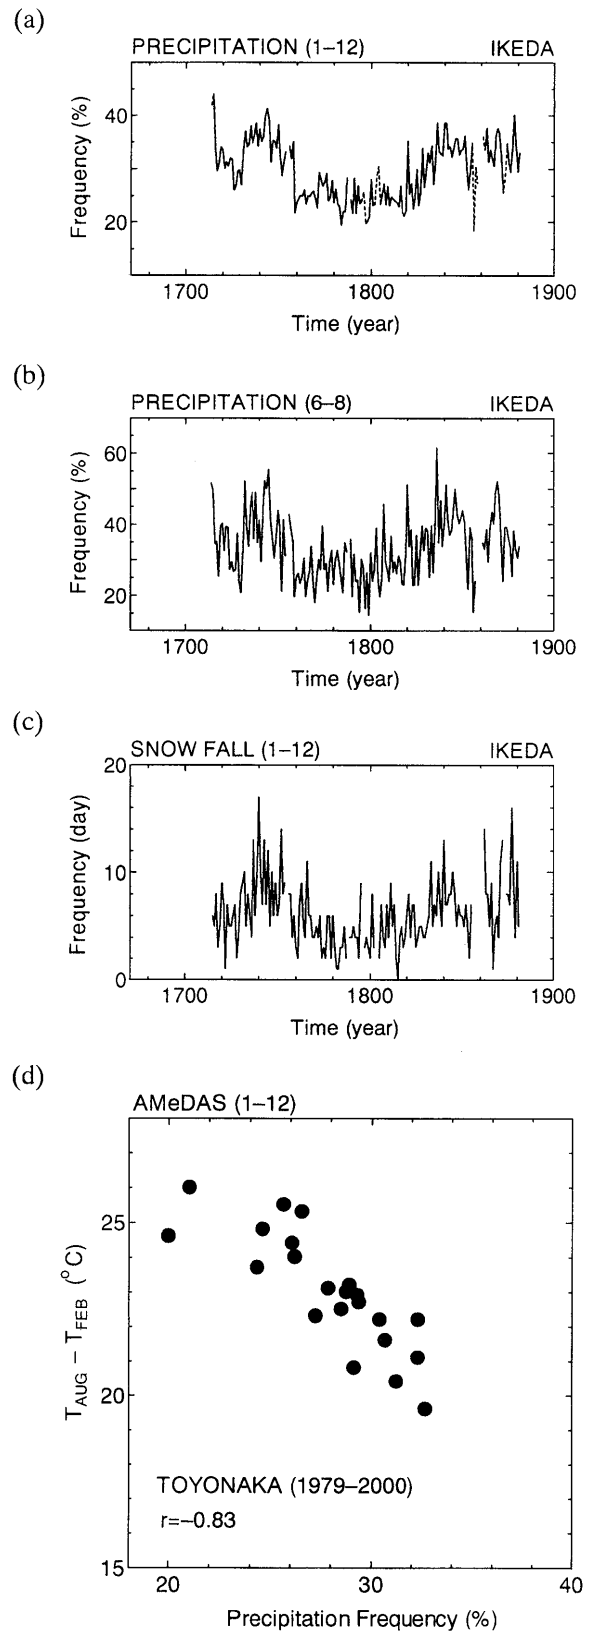 (a)
PRECIPITATION (1–12) IKEDA
Frequency (%)
40
20
1700 1800 1900
Time (year)
(b)
PRECIPITATION (6–8) IKEDA
Frequency (%)
60
40
20
1700 1800 1900
Time (year)
(c)
SNOW FALL (1–12) IKEDA
Frequency (day)
20
10
0
1700 1800 1900
Time (year)
(d)
AMeDAS (1–12)
T_AUG – T_FEB (°C)
25
20
15
TOYONAKA (1979–2000)
r=–0.83
20 30 40
Precipitation Frequency (%)